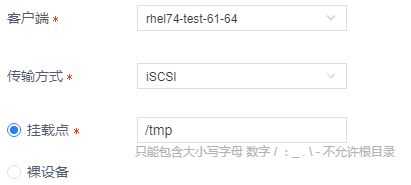 客户端 * rhel74-test-61-64
传输方式 * iSCSI
挂载点 * /tmp
只能包含大小写字母 数字 / : _ . \ - 不允许根目录
裸设备